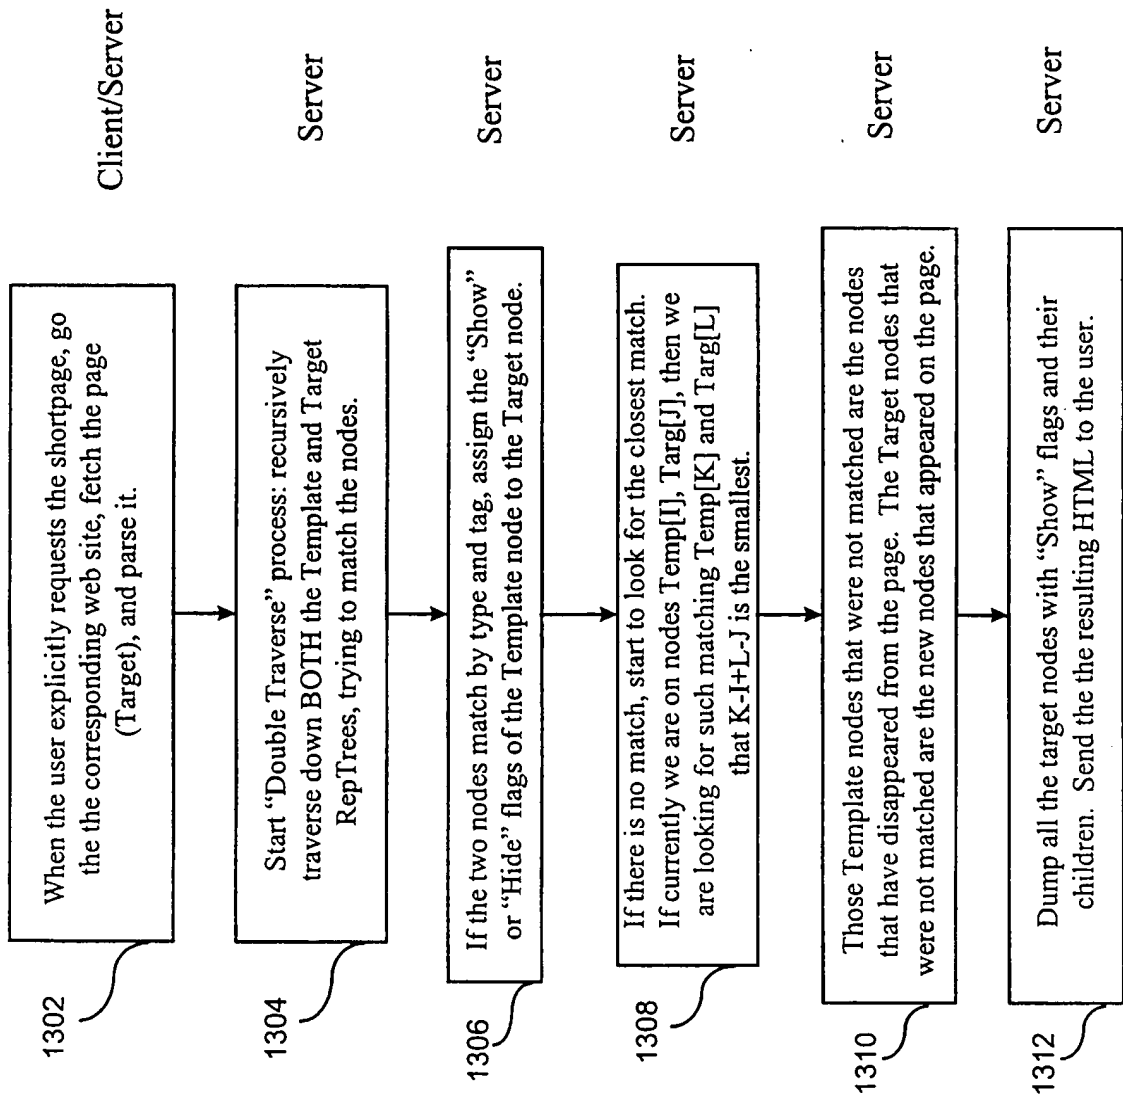 1302
When the user explicitly requests the shortpage, go
the the corresponding web site, fetch the page
(Target), and parse it.
Client/Server
1304
Start “Double Traverse” process: recursively
traverse down BOTH the Template and Target
RepTrees, trying to match the nodes.
Server
1306
If the two nodes match by type and tag, assign the “Show”
or “Hide” flags of the Template node to the Target node.
Server
1308
If there is no match, start to look for the closest match.
If currently we are on nodes Temp[I], Targ[J], then we
are looking for such matching Temp[K] and Targ[L]
that K-I+L-J is the smallest.
Server
1310
Those Template nodes that were not matched are the nodes
that have disappeared from the page. The Target nodes that
were not matched are the new nodes that appeared on the page.
Server
1312
Dump all the target nodes with “Show” flags and their
children. Send the the resulting HTML to the user.
Server